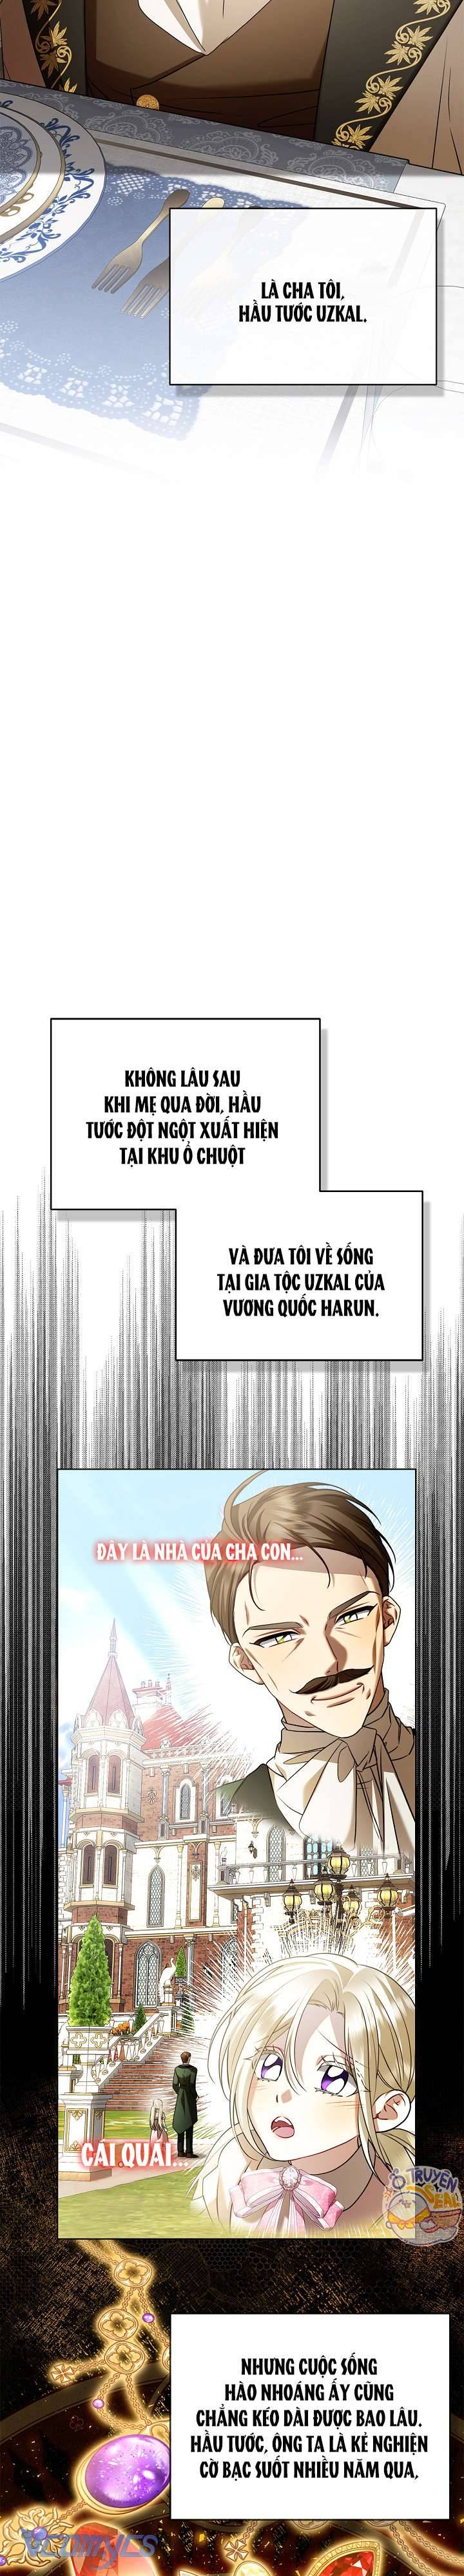 LÀ CHA TÔI,
HẦU TƯỚC UZKAL.
KHÔNG LÂU SAU
KHI MẸ QUA ĐỜI, HẦU
TƯỚC ĐỘT NGỘT XUẤT HIỆN
TẠI KHU Ổ CHUỘT
VÀ ĐƯA TÔI VỀ SỐNG
TẠI GIA TỘC UZKAL CỦA
VƯƠNG QUỐC HARUN.
ĐÂY LÀ NHÀ CỦA CHA CON...
CÁI QUÁI...
Ổ TRUYỆN
SEAL
NHƯNG CUỘC SỐNG
HÀO NHOÁNG ẤY CŨNG
CHẲNG KÉO DÀI ĐƯỢC BAO LÂU.
HẦU TƯỚC, ÔNG TA LÀ KẺ NGHIỆN
CỜ BẠC SUỐT NHIỀU NĂM QUA,
VCOMYCS